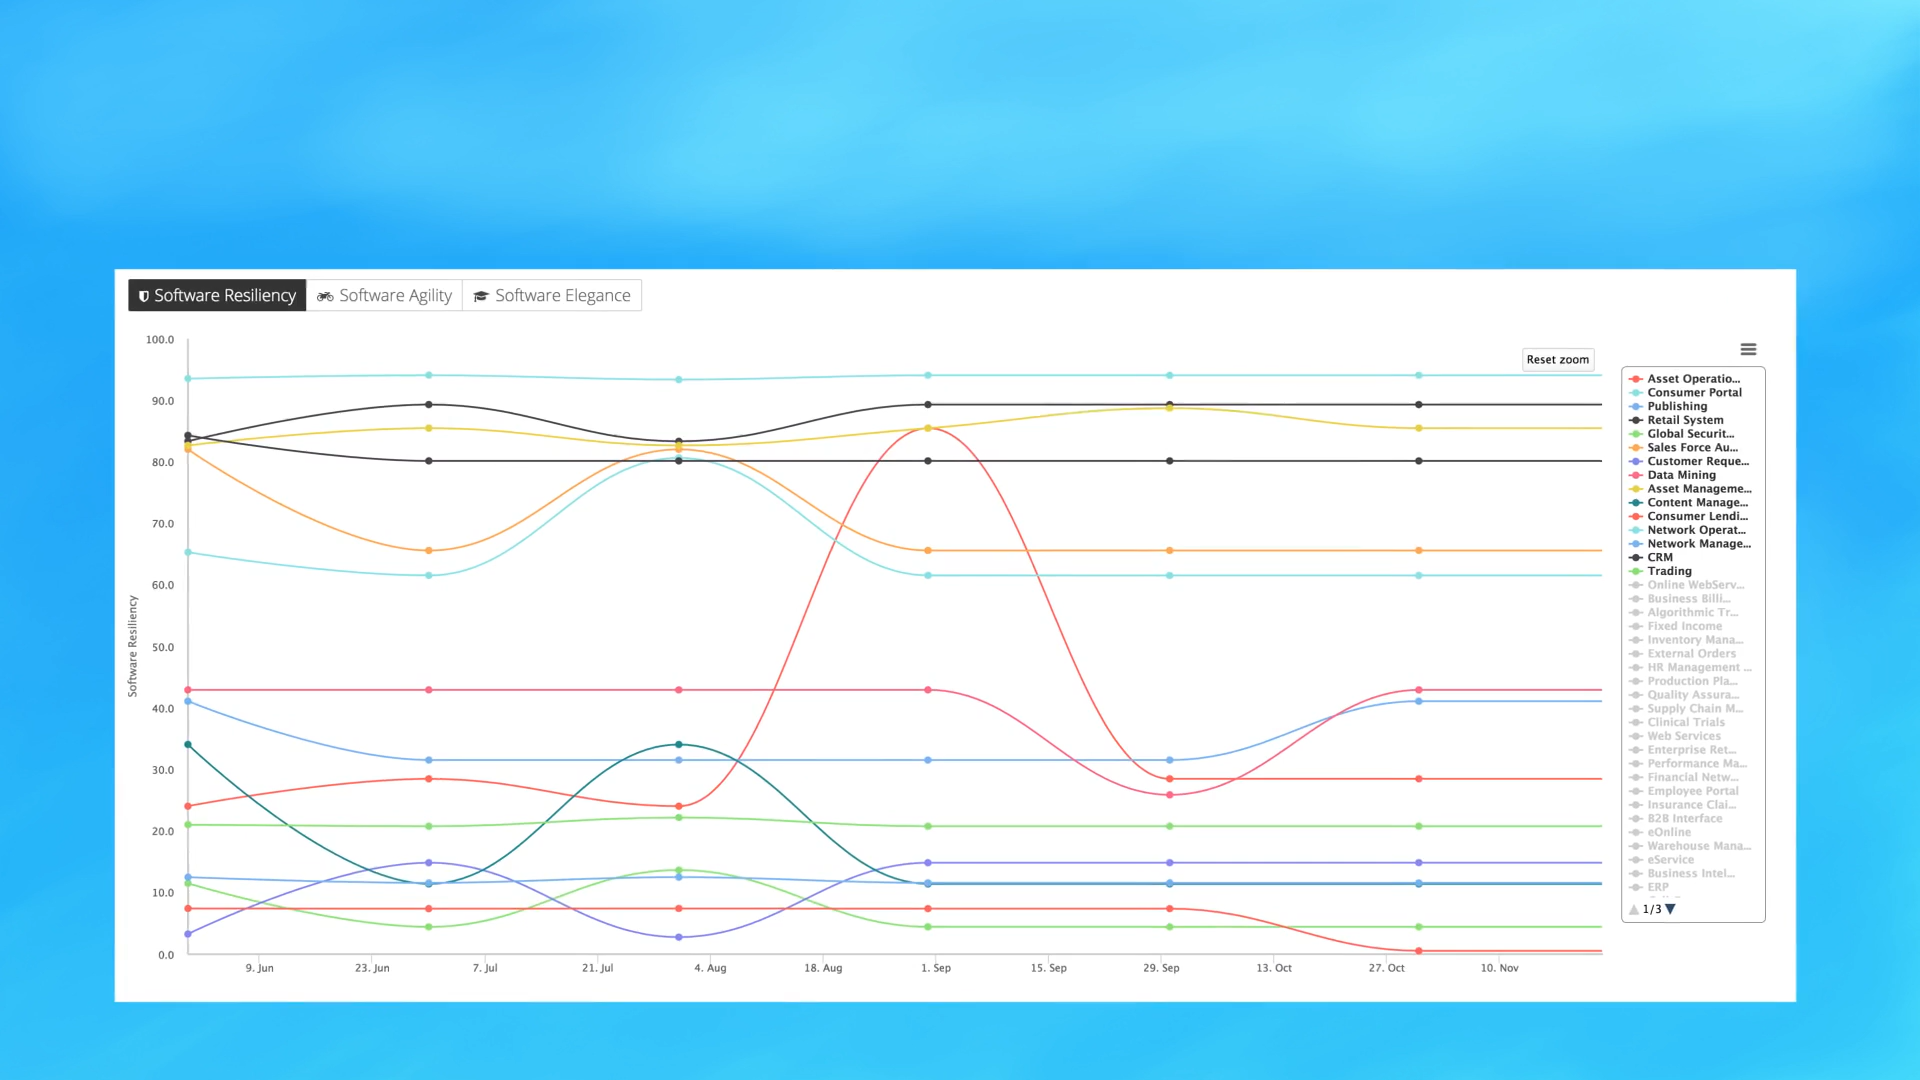 Software Resiliency Software Agility Software Elegance
Reset zoom
100.0
90.0
80.0
70.0
60.0
50.0
40.0
30.0
20.0
10.0
0.0
Software Resiliency
9. Jun 23. Jun 7. Jul 21. Jul 4. Aug 18. Aug 1. Sep 15. Sep 29. Sep 13. Oct 27. Oct 10. Nov
Asset Operatio...
Consumer Portal
Publishing
Retail System
Global Securit...
Sales Force Au...
Customer Reque...
Data Mining
Asset Manageme...
Content Manage...
Consumer Lendi...
Network Operat...
Network Manage...
CRM
Trading
Online WebServ...
Business Billi...
Algorithmic Tr...
Fixed Income
Inventory Mana...
External Orders
HR Management ...
Production Pla...
Quality Assura...
Supply Chain M...
Clinical Trials
Web Services
Enterprise Ret...
Performance Ma...
Financial Netw...
Employee Portal
Insurance Clai...
B2B Interface
eOnline
Warehouse Mana...
eService
Business Intel...
ERP
1/3